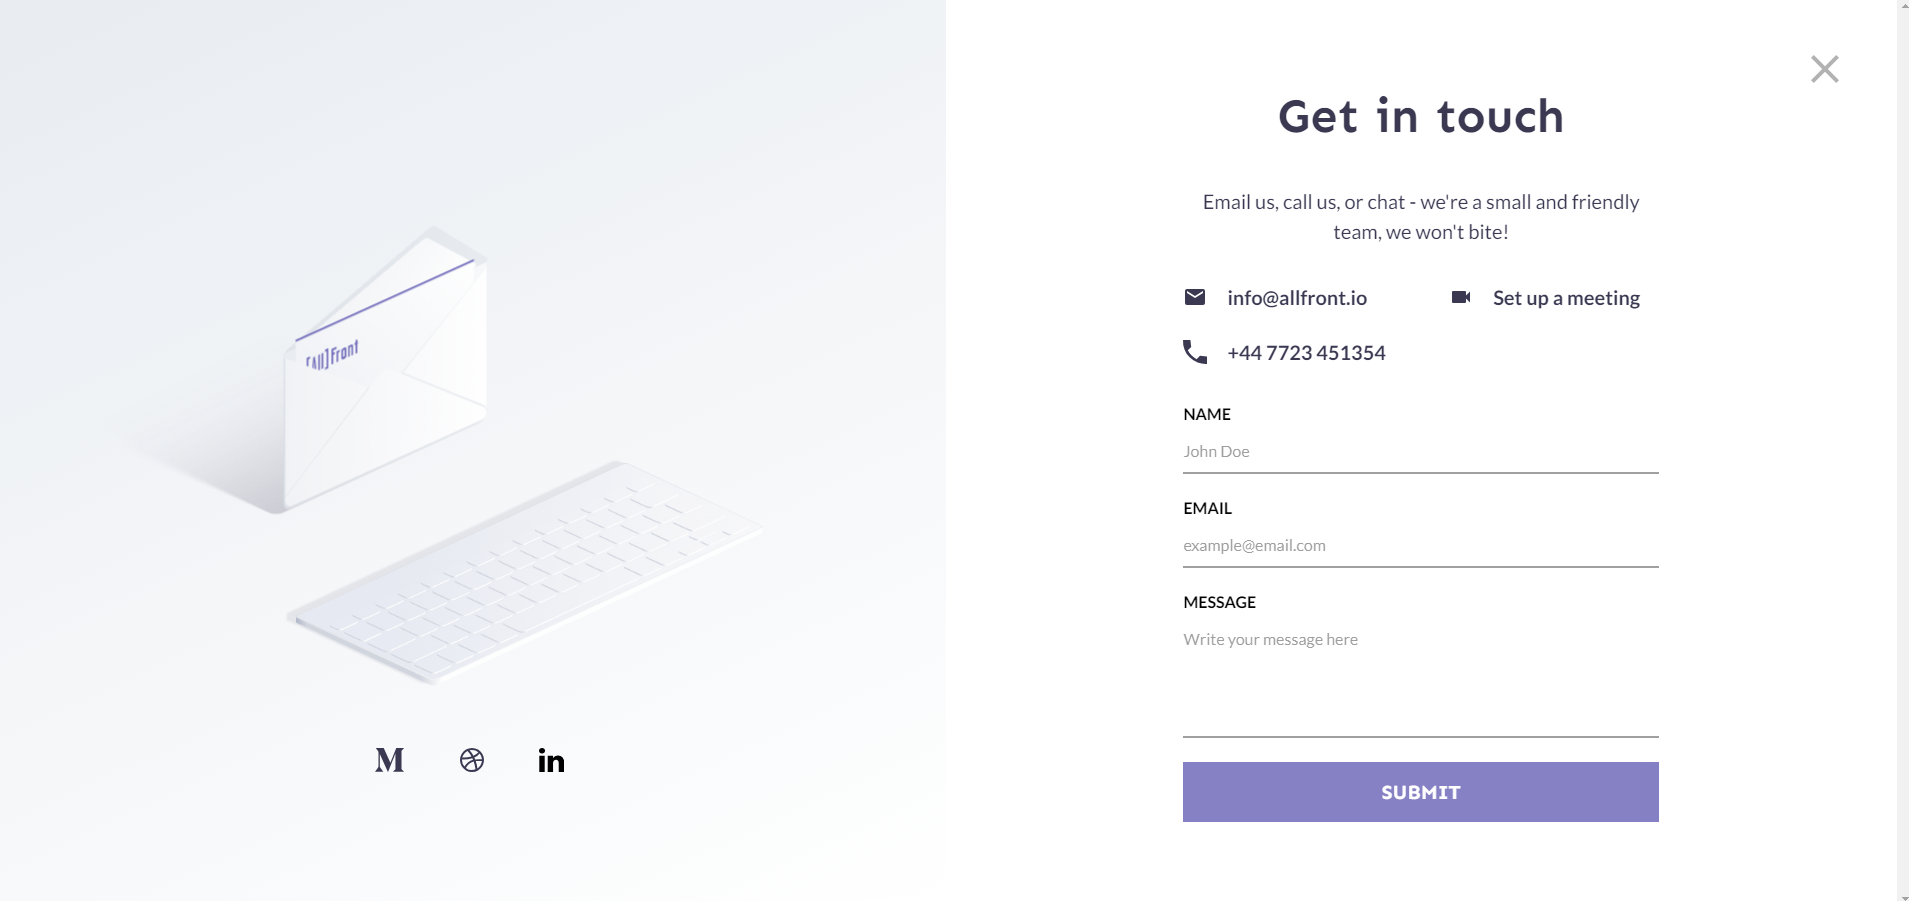 [All]Front
M
in
Get in touch
Email us, call us, or chat - we're a small and friendly
team, we won't bite!
info@allfront.io
Set up a meeting
+44 7723 451354
NAME
John Doe
EMAIL
example@email.com
MESSAGE
Write your message here
SUBMIT